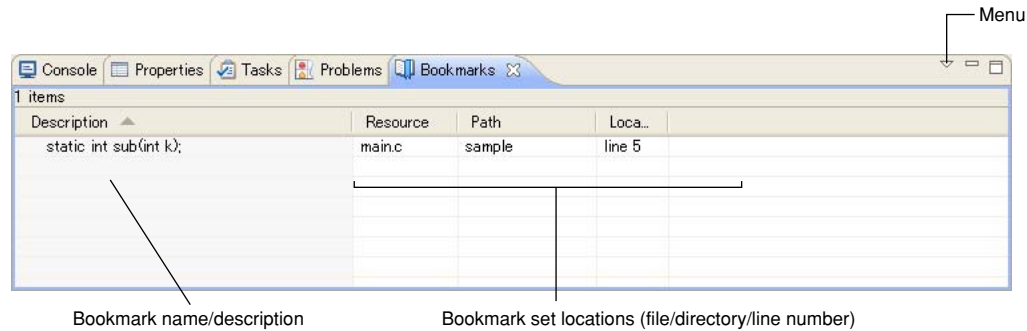 Menu
Console Properties Tasks Problems Bookmarks
1 items
Description Resource Path Loca...
static int sub(int k); main.c sample line 5
Bookmark name/description Bookmark set locations (file/directory/line number)